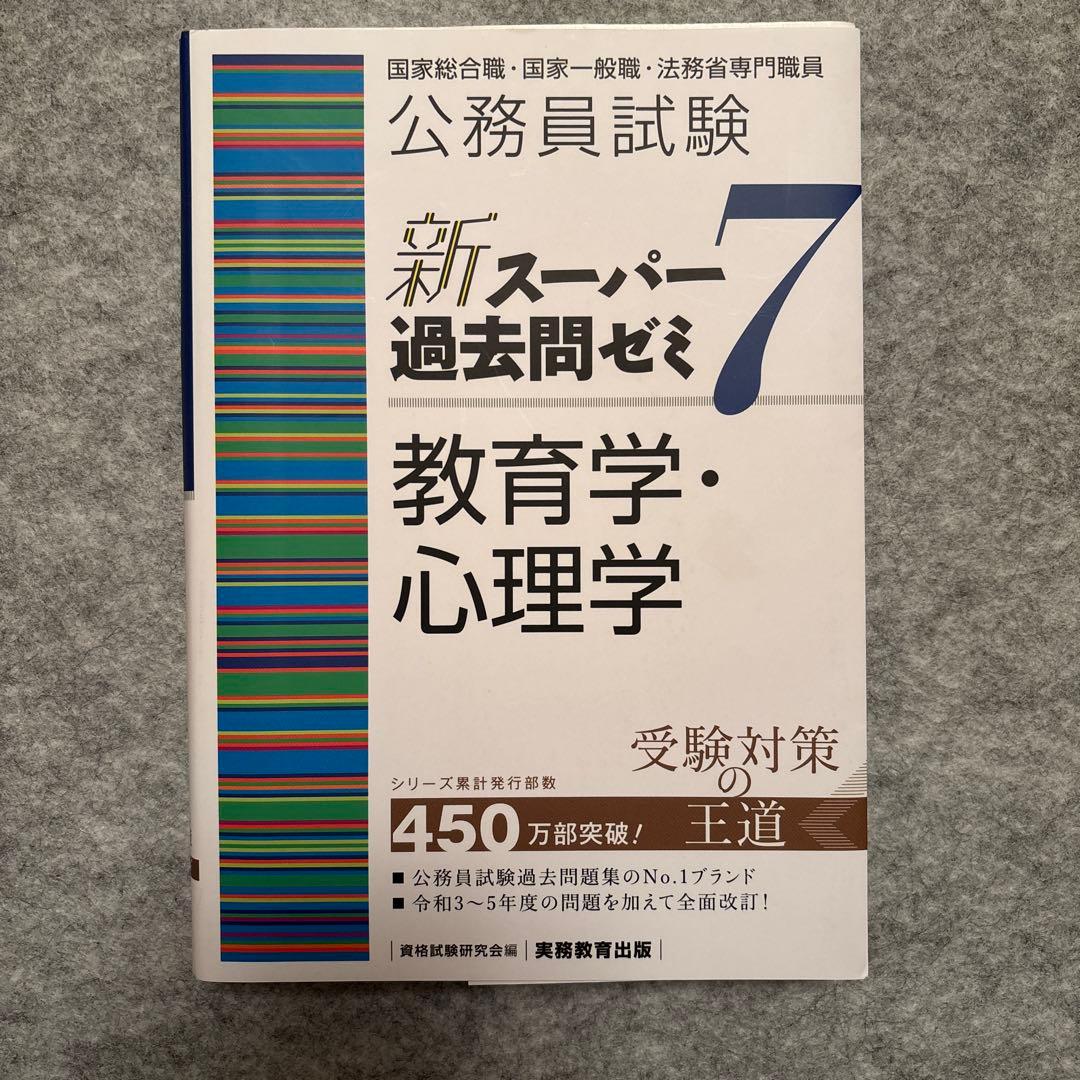 国家総合職・国家一般職・法務省専門職員
公務員試験
新スーパー
過去問ゼミ7
教育学・
心理学
受験対策
の
王道
シリーズ累計発行部数
450万部突破!
■ 公務員試験過去問題集のNo.1ブランド
■ 令和3〜5年度の問題を加えて全面改訂!
|資格試験研究会編|実務教育出版|